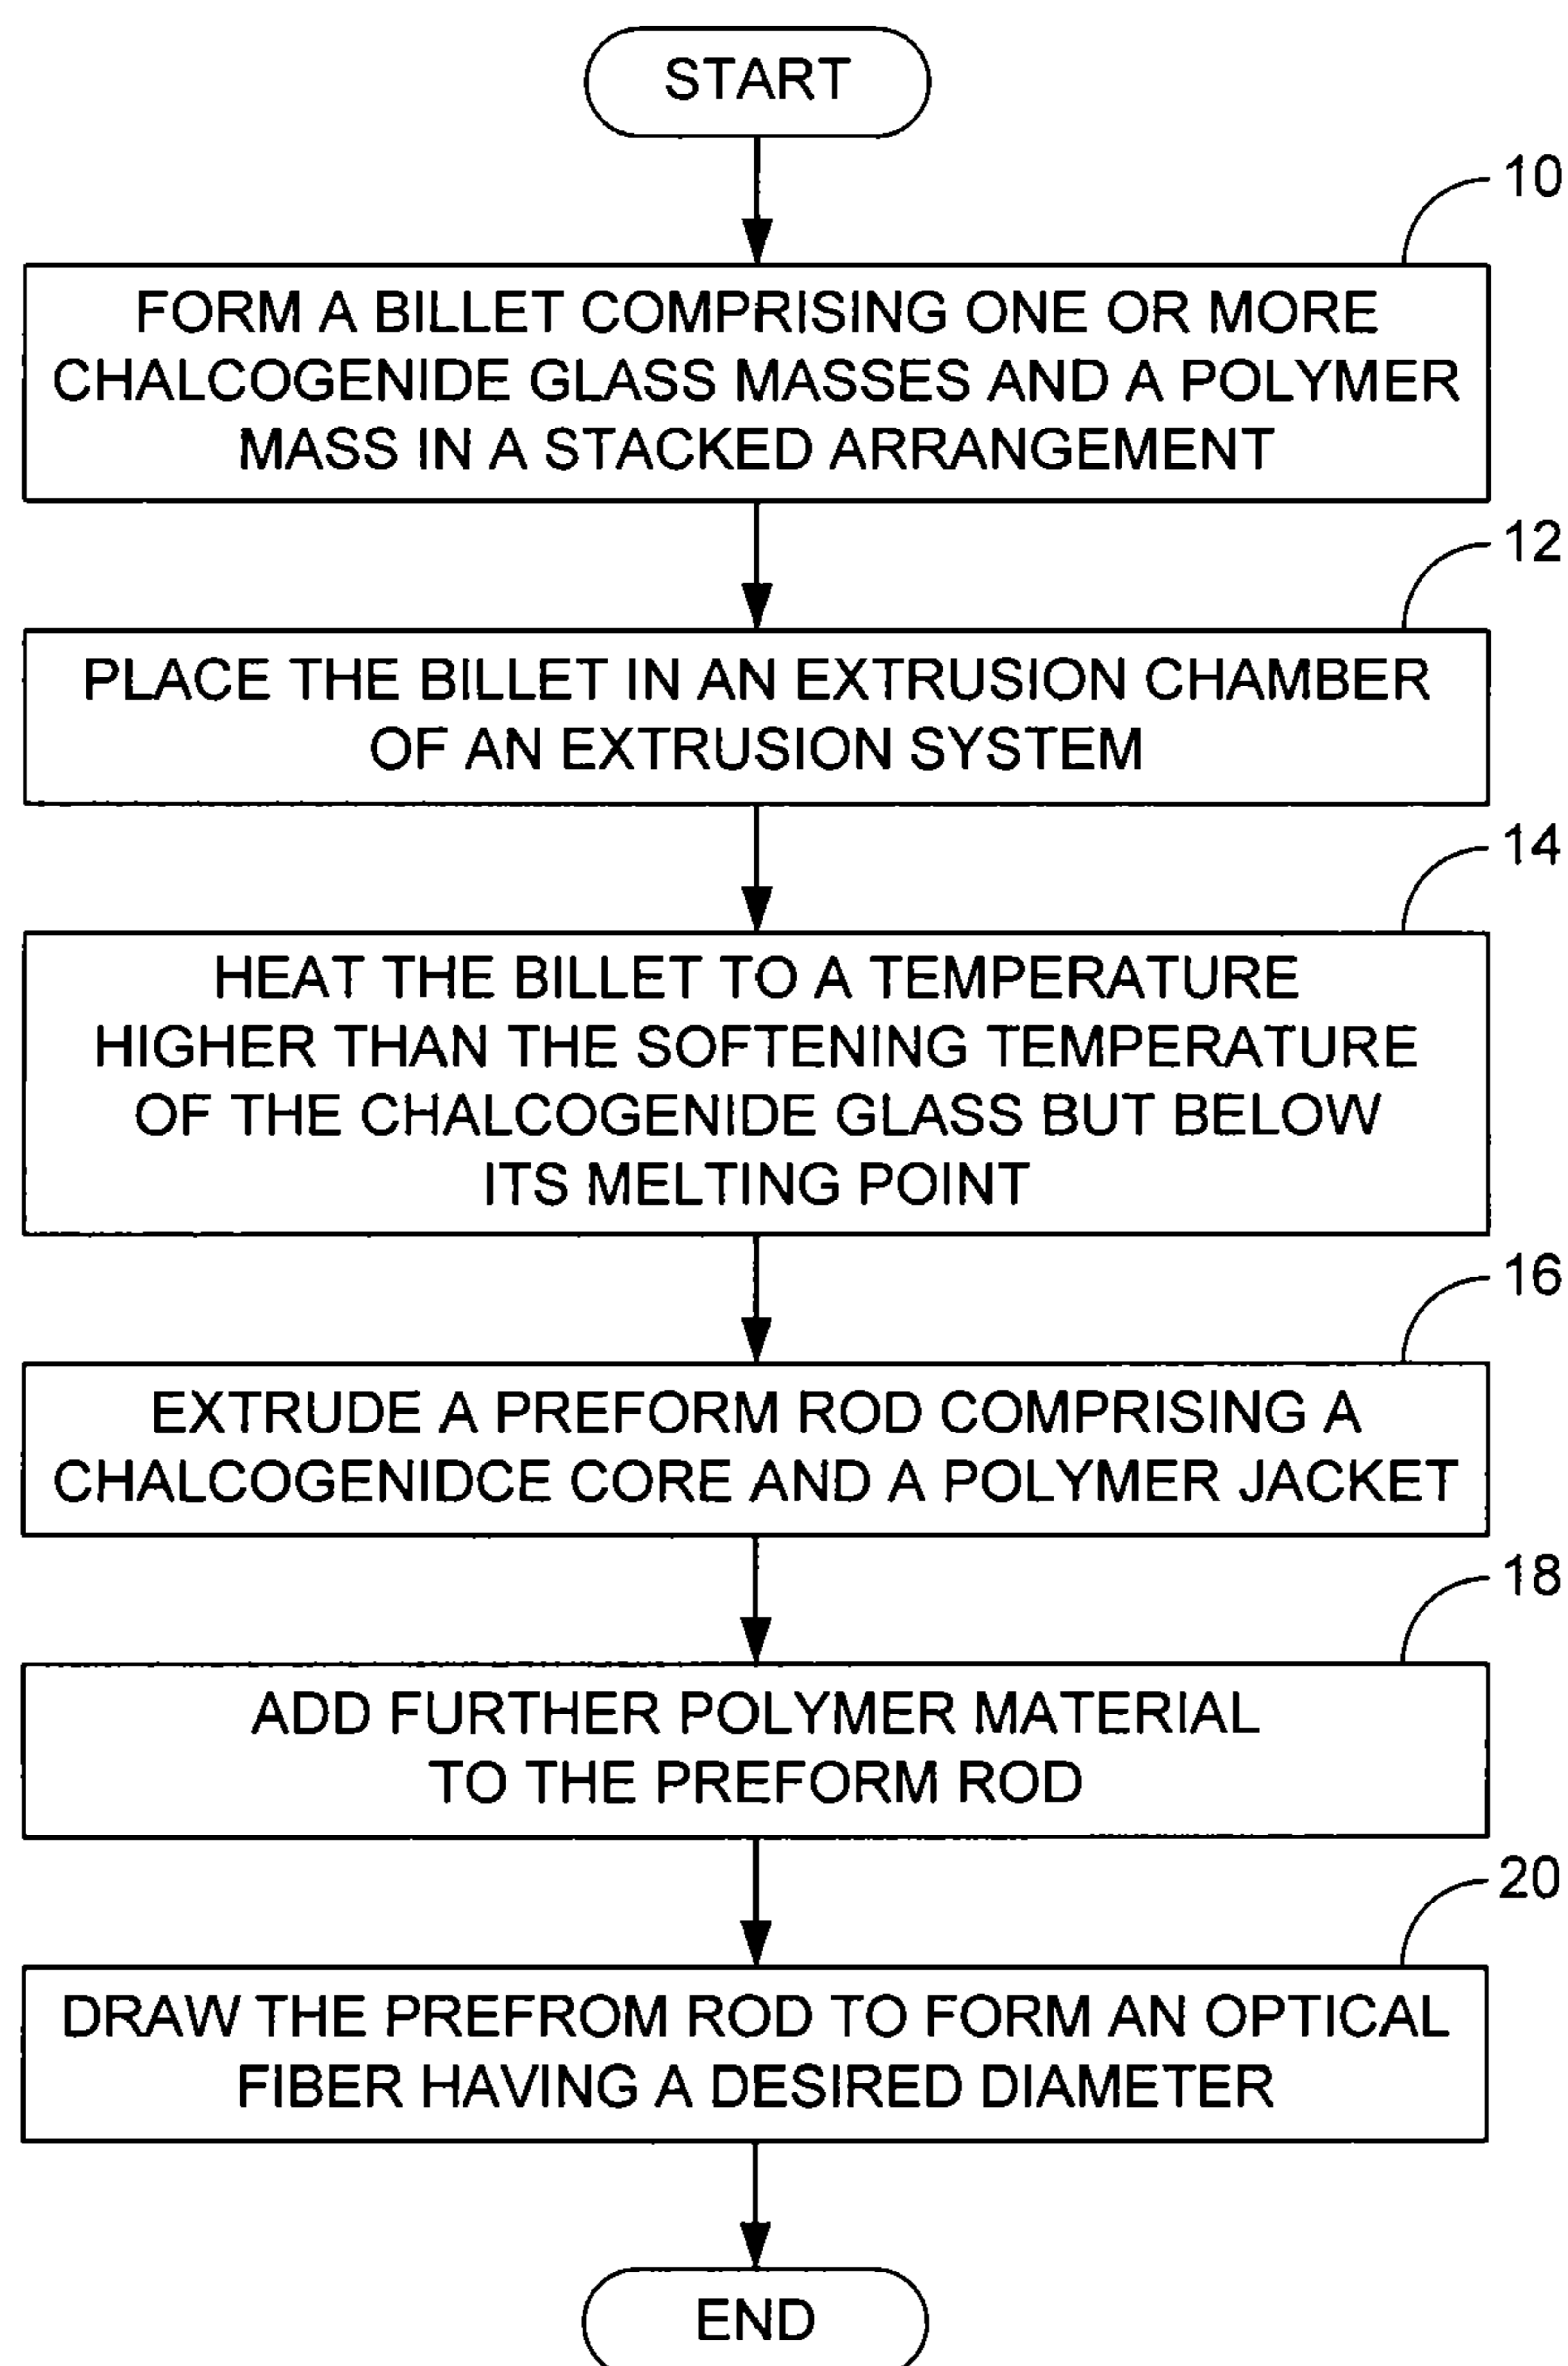 START
10
FORM A BILLET COMPRISING ONE OR MORE
CHALCOGENIDE GLASS MASSES AND A POLYMER
MASS IN A STACKED ARRANGEMENT
12
PLACE THE BILLET IN AN EXTRUSION CHAMBER
OF AN EXTRUSION SYSTEM
14
HEAT THE BILLET TO A TEMPERATURE
HIGHER THAN THE SOFTENING TEMPERATURE
OF THE CHALCOGENIDE GLASS BUT BELOW
ITS MELTING POINT
16
EXTRUDE A PREFORM ROD COMPRISING A
CHALCOGENIDCE CORE AND A POLYMER JACKET
18
ADD FURTHER POLYMER MATERIAL
TO THE PREFORM ROD
20
DRAW THE PREFROM ROD TO FORM AN OPTICAL
FIBER HAVING A DESIRED DIAMETER
END